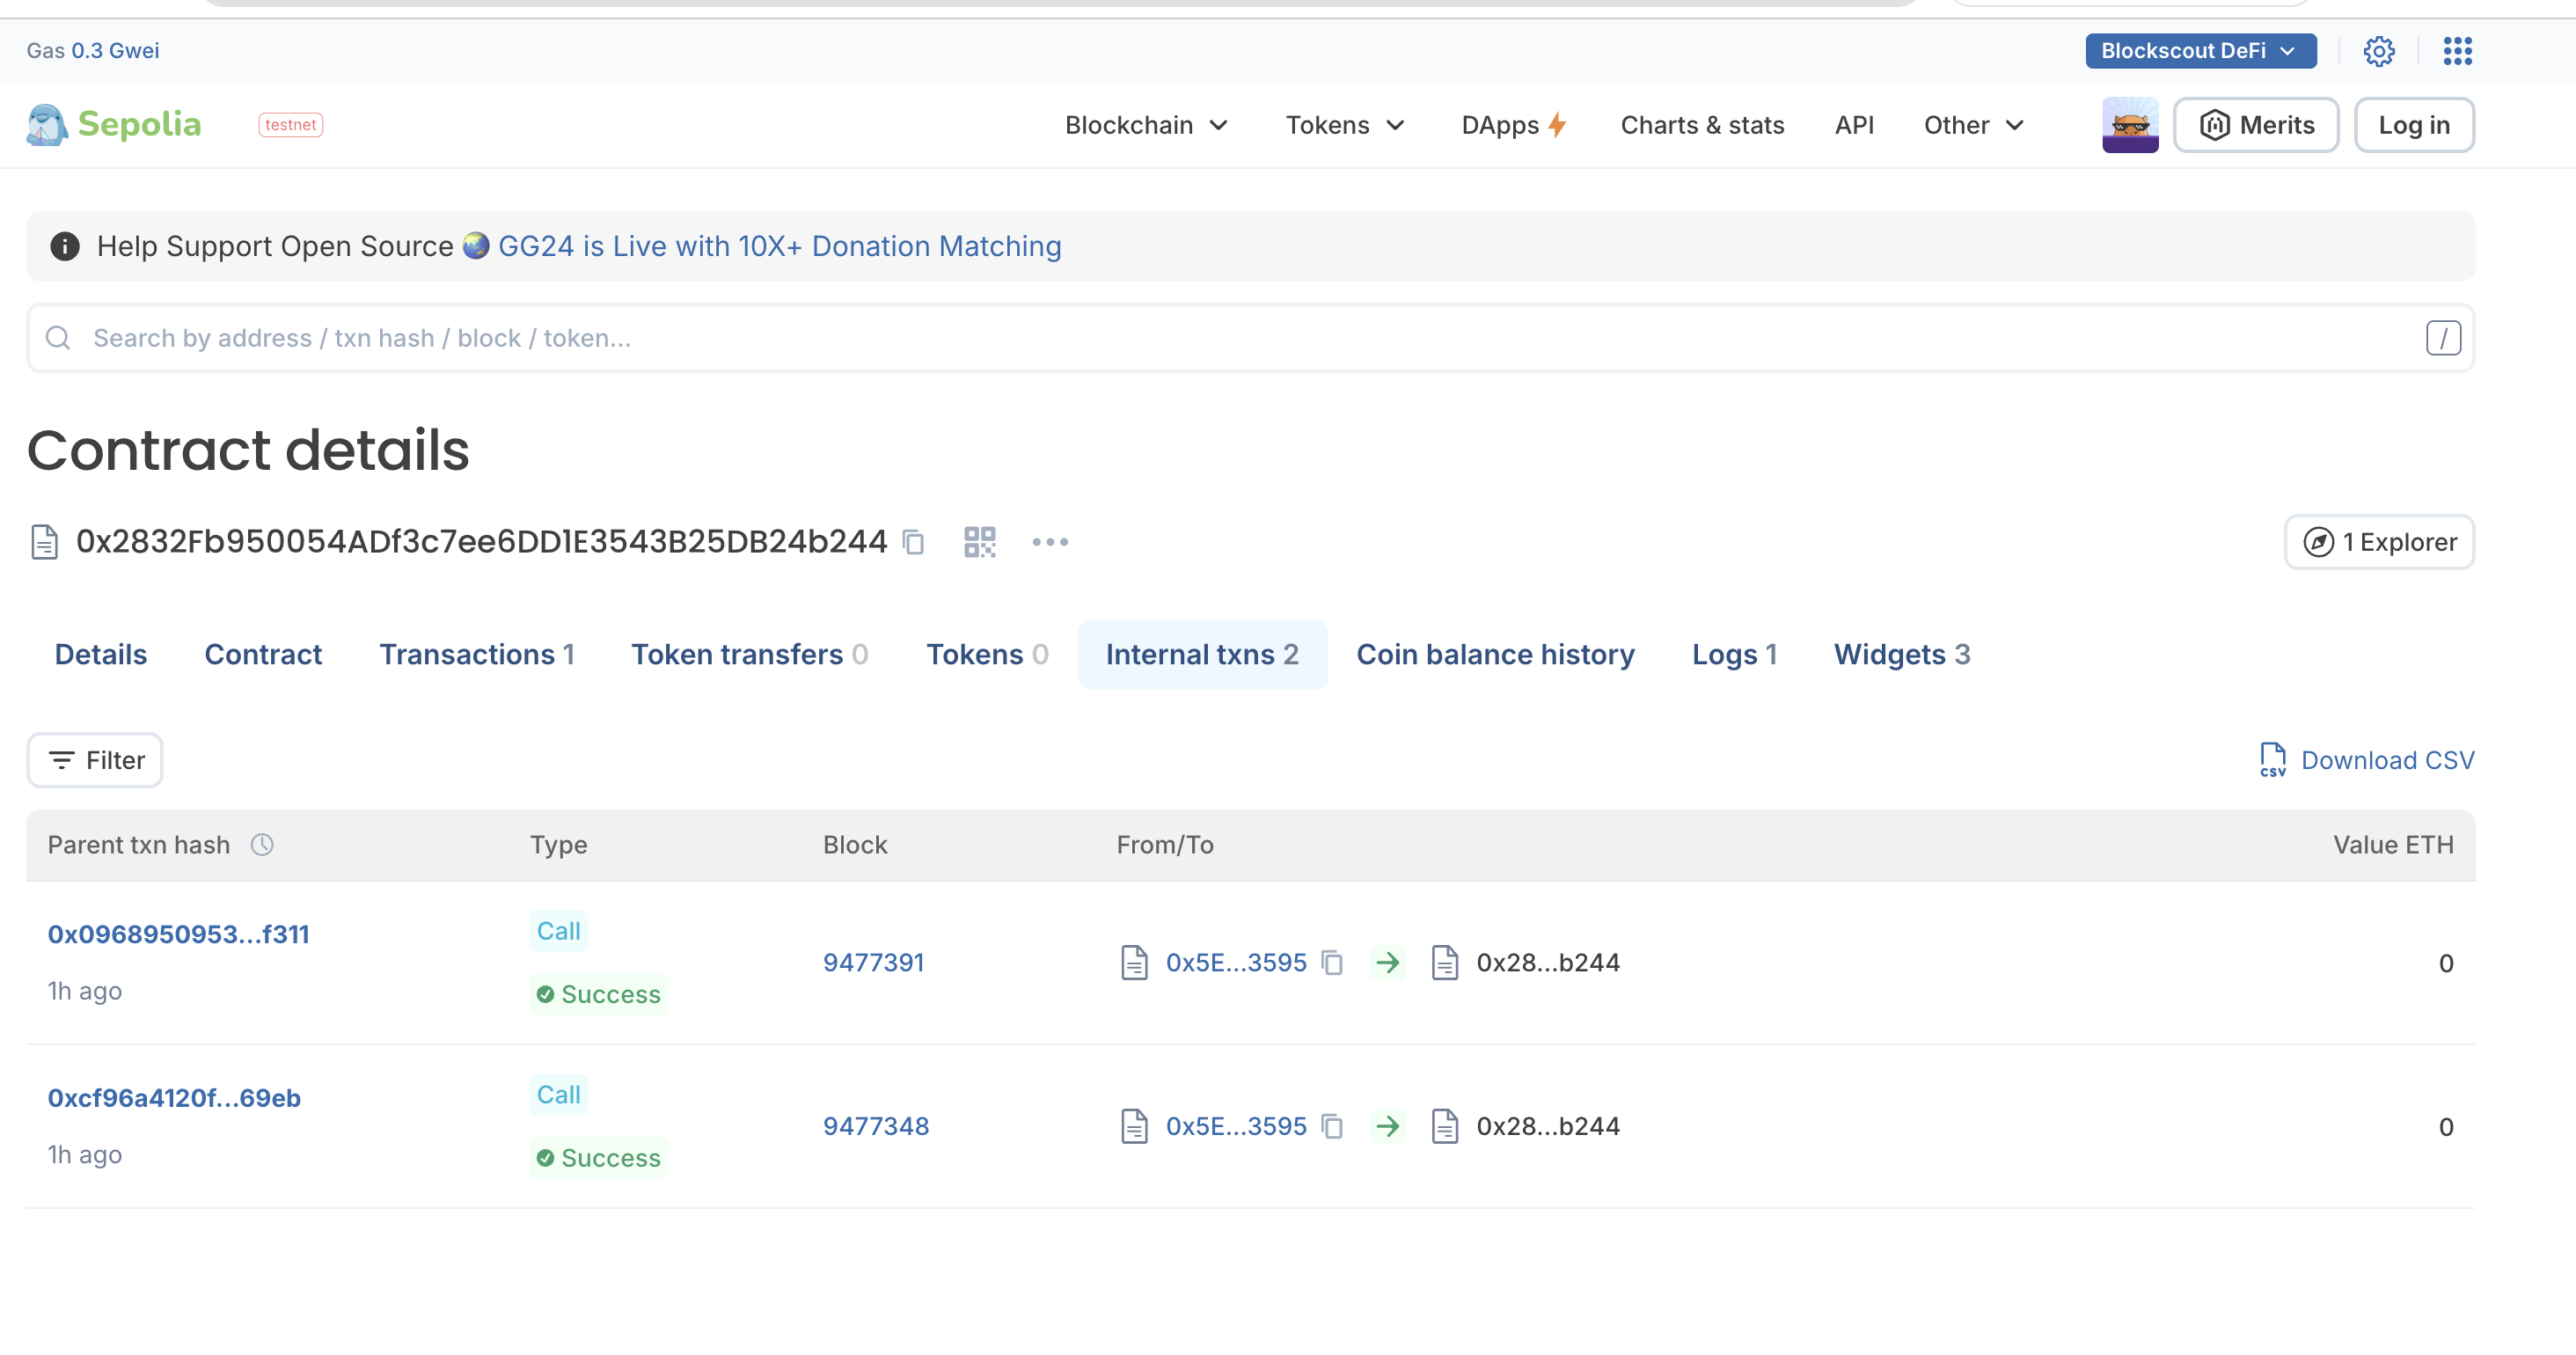 Gas 0.3 Gwei
Blockscout DeFi
Sepolia
testnet
Blockchain
Tokens
DApps
Charts & stats
API
Other
Merits
Log in
Help Support Open Source 🌏 GG24 is Live with 10X+ Donation Matching
Search by address / txn hash / block / token...
/
Contract details
0x2832Fb950054ADf3c7ee6DD1E3543B25DB24b244
1 Explorer
Details
Contract
Transactions 1
Token transfers 0
Tokens 0
Internal txns 2
Coin balance history
Logs 1
Widgets 3
Filter
CSV
Download CSV
Parent txn hash
Type
Block
From/To
Value ETH
0x0968950953...f311
1h ago
Call
Success
9477391
0x5E...3595
0x28...b244
0
0xcf96a4120f...69eb
1h ago
Call
Success
9477348
0x5E...3595
0x28...b244
0